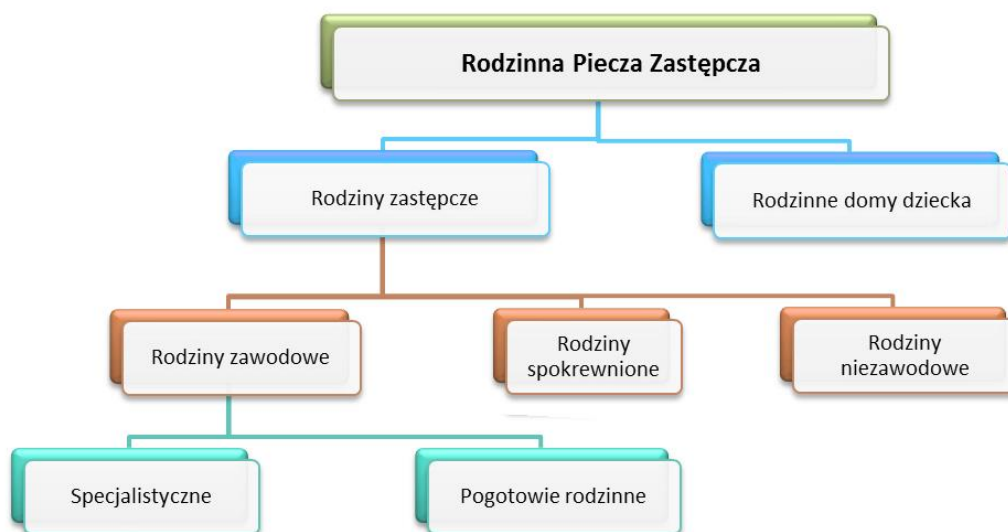 Rodzinna Piecza Zastępcza
Rodziny zastępcze
Rodzinne domy dziecka
Rodziny zawodowe
Rodziny
spokrewnione
Rodziny
niezawodowe
Specjalistyczne
Pogotowie rodzinne